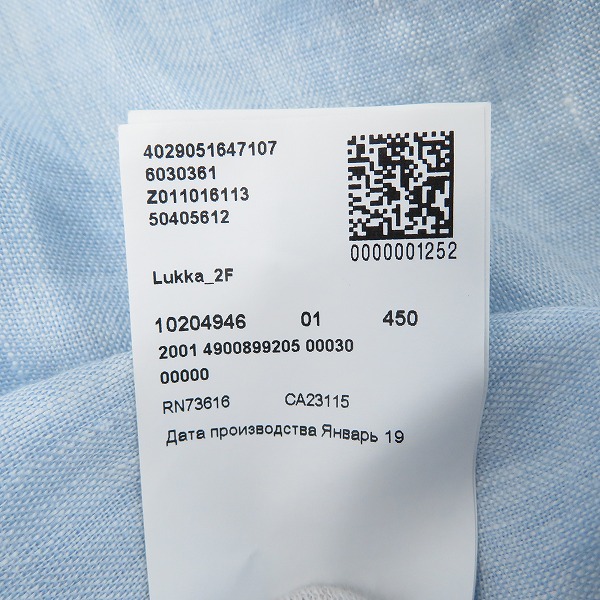 4029051647107
6030361
Z011016113
50405612
0000001252
Lukka_2F
10204946 01 450
2001 4900899205 00030
00000
RN73616 CA23115
Дата производства Январь 19